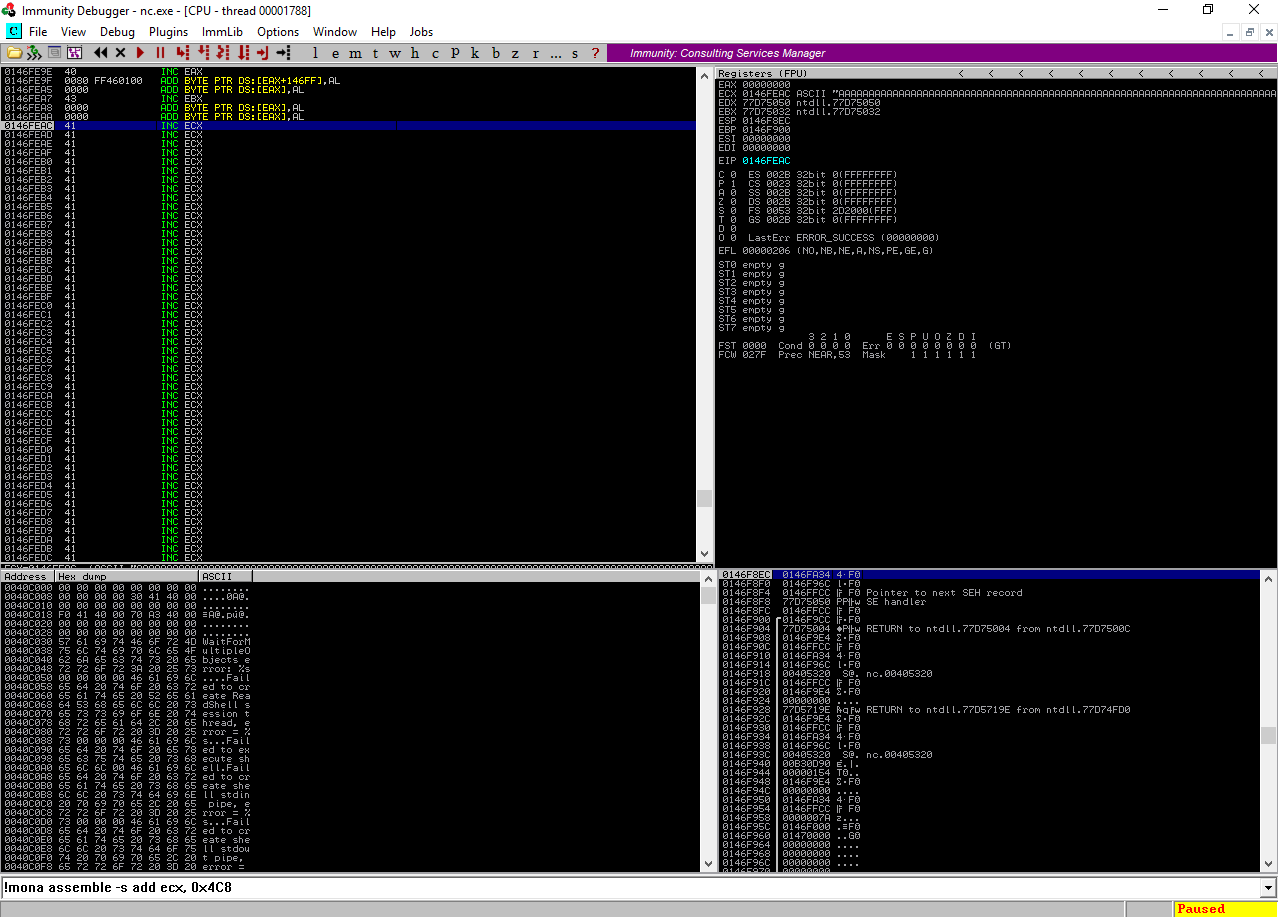 Immunity Debugger - nc.exe - [CPU - thread 00001788]
C File View Debug Plugins ImmLib Options Window Help Jobs
l e m t w h c p k b z r ... s ?
Immunity: Consulting Services Manager
0146FE9E 40 INC EAX
0146FE9F 0080 FF460100 ADD BYTE PTR DS:[EAX+146FF],AL
0146FEA5 0000 ADD BYTE PTR DS:[EAX],AL
0146FEA7 43 INC EBX
0146FEA8 0000 ADD BYTE PTR DS:[EAX],AL
0146FEAA 0000 ADD BYTE PTR DS:[EAX],AL
0146FEAC 41 INC ECX
0146FEAD 41 INC ECX
0146FEAE 41 INC ECX
0146FEAF 41 INC ECX
0146FEB0 41 INC ECX
0146FEB1 41 INC ECX
0146FEB2 41 INC ECX
0146FEB3 41 INC ECX
0146FEB4 41 INC ECX
0146FEB5 41 INC ECX
0146FEB6 41 INC ECX
0146FEB7 41 INC ECX
0146FEB8 41 INC ECX
0146FEB9 41 INC ECX
0146FEBA 41 INC ECX
0146FEBB 41 INC ECX
0146FEBC 41 INC ECX
0146FEBD 41 INC ECX
0146FEBE 41 INC ECX
0146FEBF 41 INC ECX
0146FEC0 41 INC ECX
0146FEC1 41 INC ECX
0146FEC2 41 INC ECX
0146FEC3 41 INC ECX
0146FEC4 41 INC ECX
0146FEC5 41 INC ECX
0146FEC6 41 INC ECX
0146FEC7 41 INC ECX
0146FEC8 41 INC ECX
0146FEC9 41 INC ECX
0146FECA 41 INC ECX
0146FECB 41 INC ECX
0146FECC 41 INC ECX
0146FECD 41 INC ECX
0146FECE 41 INC ECX
0146FECF 41 INC ECX
0146FED0 41 INC ECX
0146FED1 41 INC ECX
0146FED2 41 INC ECX
0146FED3 41 INC ECX
0146FED4 41 INC ECX
0146FED5 41 INC ECX
0146FED6 41 INC ECX
0146FED7 41 INC ECX
0146FED8 41 INC ECX
0146FED9 41 INC ECX
0146FEDA 41 INC ECX
0146FEDB 41 INC ECX
0146FEDC 41 INC ECX
Registers (FPU) < < < < < < < < < < <
EAX 00000000
ECX 0146FEAC ASCII "AAAAAAAAAAAAAAAAAAAAAAAAAAAAAAAAAAAAAAAAAAAAAAAAAAAAAAAAAAAAAAAAAAAAAAAAA
EDX 77D75050 ntdll.77D75050
EBX 77D75032 ntdll.77D75032
ESP 0146F8EC
EBP 0146F900
ESI 00000000
EDI 00000000
EIP 0146FEAC
C 0 ES 002B 32bit 0(FFFFFFFF)
P 1 CS 0023 32bit 0(FFFFFFFF)
A 0 SS 002B 32bit 0(FFFFFFFF)
Z 0 DS 002B 32bit 0(FFFFFFFF)
S 0 FS 0053 32bit 2D2000(FFF)
T 0 GS 002B 32bit 0(FFFFFFFF)
D 0
O 0 LastErr ERROR_SUCCESS (00000000)
EFL 00000206 (NO,NB,NE,A,NS,PE,GE,G)
ST0 empty g
ST1 empty g
ST2 empty g
ST3 empty g
ST4 empty g
ST5 empty g
ST6 empty g
ST7 empty g
3 2 1 0 E S P U O Z D I
FST 0000 Cond 0 0 0 0 Err 0 0 0 0 0 0 0 0 (GT)
FCW 027F Prec NEAR,53 Mask 1 1 1 1 1 1
Address Hex dump ASCII
0040C000 00 00 00 00 00 00 00 00 ........
0040C008 00 00 00 00 30 41 40 00 ....0A@.
0040C010 00 00 00 00 00 00 00 00 ........
0040C018 F0 41 40 00 70 A3 40 00 ≡A@.pú@.
0040C020 00 00 00 00 00 00 00 00 ........
0040C028 00 00 00 00 00 00 00 00 ........
0040C030 57 61 69 74 46 6F 72 4D WaitForM
0040C038 75 6C 74 69 70 6C 65 4F ultipleO
0040C040 62 6A 65 63 74 73 20 65 bjects e
0040C048 72 72 6F 72 3A 20 25 73 rror: %s
0040C050 00 00 00 00 46 61 69 6C ....Fail
0040C058 65 64 20 74 6F 20 63 72 ed to cr
0040C060 65 61 74 65 20 52 65 61 eate Rea
0040C068 64 53 68 65 6C 6C 20 73 dShell s
0040C070 65 73 73 69 6F 6E 20 74 ession t
0040C078 68 72 65 61 64 2C 20 65 hread, e
0040C080 72 72 6F 72 20 3D 20 25 rror = %
0040C088 73 00 00 00 46 61 69 6C s...Fail
0040C090 65 64 20 74 6F 20 65 78 ed to ex
0040C098 65 63 75 74 65 20 73 68 ecute sh
0040C0A0 65 6C 6C 00 46 61 69 6C ell.Fail
0040C0A8 65 64 20 74 6F 20 63 72 ed to cr
0040C0B0 65 61 74 65 20 73 68 65 eate she
0040C0B8 6C 6C 20 73 74 64 69 6E ll stdin
0040C0C0 20 70 69 70 65 2C 20 65 pipe, e
0040C0C8 72 72 6F 72 20 3D 20 25 rror = %
0040C0D0 73 00 00 00 46 61 69 6C s...Fail
0040C0D8 65 64 20 74 6F 20 63 72 ed to cr
0040C0E0 65 61 74 65 20 73 68 65 eate she
0040C0E8 6C 6C 20 73 74 64 6F 75 ll stdou
0040C0F0 74 20 70 69 70 65 2C 20 t pipe,
0040C0F8 65 72 72 6F 72 20 3D 20 error =
0146F8EC 0146FA34
0146F8F0 0146F96C
0146F8F4 0146FFCC Pointer to next SEH record
0146F8F8 77D75050 SE handler
0146F8FC 0146FFCC
0146F900 0146F9CC
0146F904 77D75004 RETURN to ntdll.77D75004 from ntdll.77D7500C
0146F908 0146F9E4
0146F90C 0146FFCC
0146F910 0146FA34
0146F914 0146F96C
0146F918 00405320 S@. nc.00405320
0146F91C 0146FFCC
0146F920 0146F9E4
0146F924 00000000 ....
0146F928 77D5719E RETURN to ntdll.77D5719E from ntdll.77D74FD0
0146F92C 0146F9E4
0146F930 0146FFCC
0146F934 0146FA34
0146F938 0146F96C
0146F93C 00405320 S@. nc.00405320
0146F940 00B30D90
0146F944 00000154
0146F948 0146F9E4
0146F94C 00000000 ....
0146F950 0146FA34
0146F954 0146FFCC
0146F958 0000007A z...
0146F95C 0146F000
0146F960 01470000
0146F964 00000000 ....
0146F968 00000000 ....
0146F96C 00000000 ....
!mona assemble -s add ecx, 0x4C8
Paused